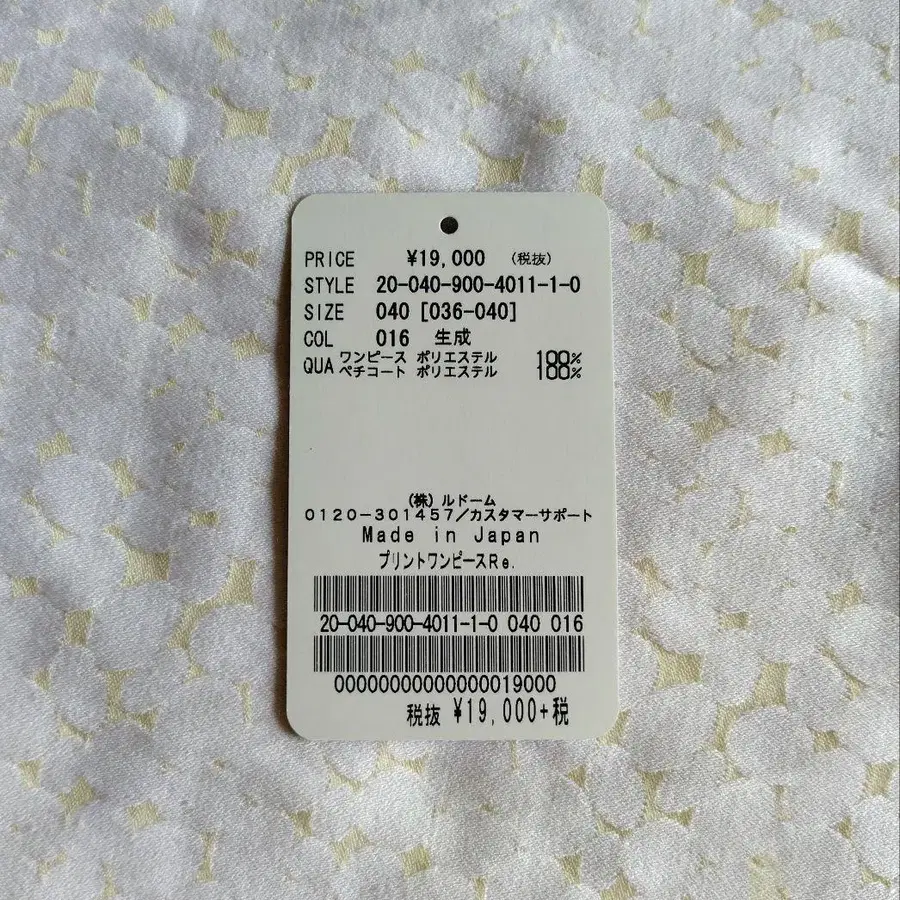 PRICE ¥19,000 (税抜)
STYLE 20-040-900-4011-1-0
SIZE 040 [036-040]
COL 016 生成
QUA ワンピース ポリエステル 100%
ペチコート ポリエステル 100%
(株)ルドーム
0120-301457/カスタマーサポート
Made in Japan
プリントワンピースRe.
20-040-900-4011-1-0 040 016
00000000000000019000
税抜 ¥19,000+税